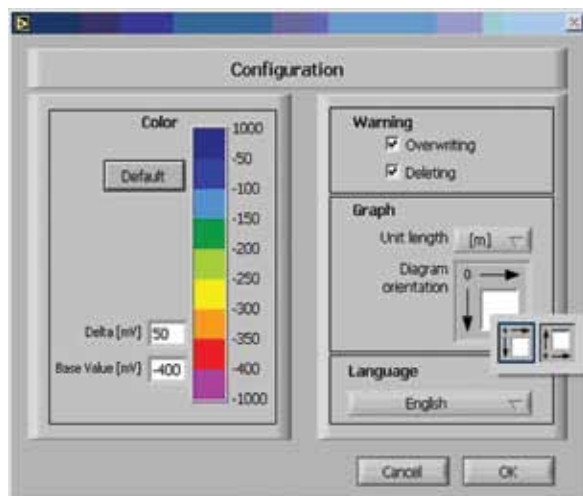 Configuration
Color
Default
1000
-50
-100
-150
-200
-250
-300
-350
-400
-1000
Delta [mV] 50
Base Value [mV] -400
Warning
Overwriting
Deleting
Graph
Unit length [m]
Diagram
orientation
0
Language
English
Cancel
OK